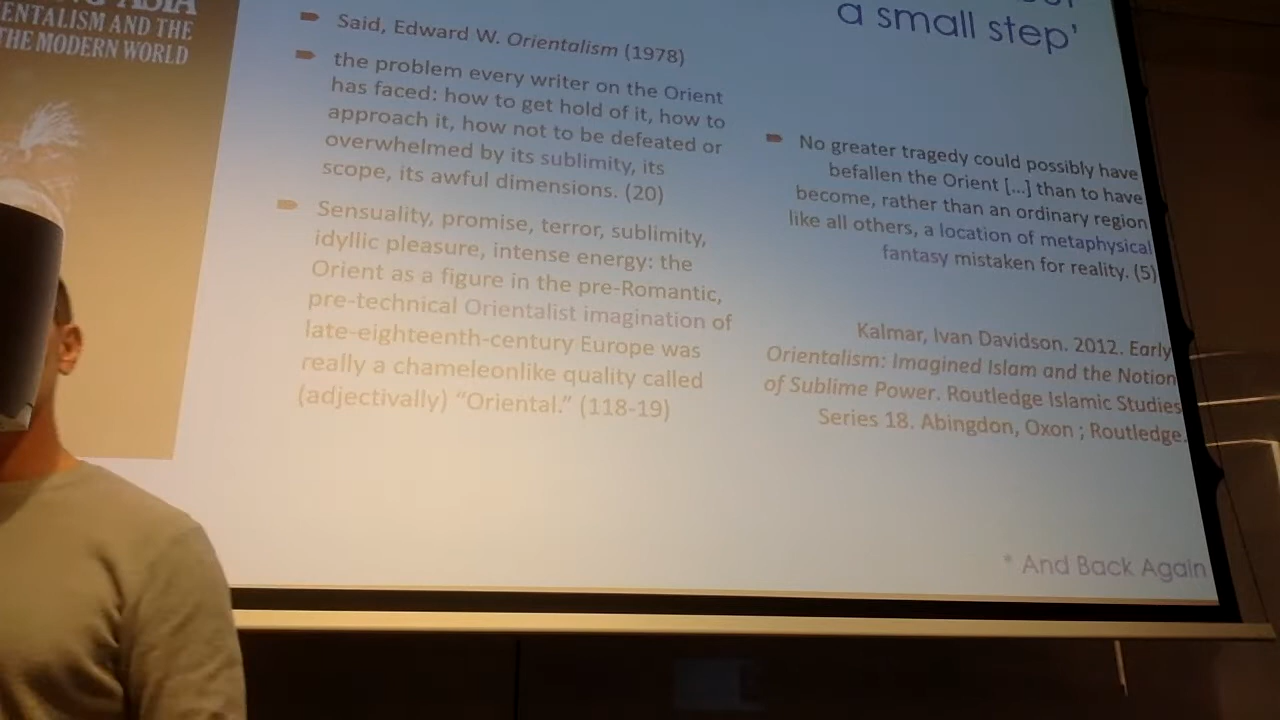 ENTALISM AND THE
THE MODERN WORLD
a small step'
Said, Edward W. Orientalism (1978)
the problem every writer on the Orient
has faced: how to get hold of it, how to
approach it, how not to be defeated or
overwhelmed by its sublimity, its
scope, its awful dimensions. (20)
Sensuality, promise, terror, sublimity,
idyllic pleasure, intense energy: the
Orient as a figure in the pre-Romantic,
pre-technical Orientalist imagination of
late-eighteenth-century Europe was
really a chameleonlike quality called
(adjectivally) “Oriental.” (118-19)
No greater tragedy could possibly have
befallen the Orient [...] than to have
become, rather than an ordinary region
like all others, a location of metaphysical
fantasy mistaken for reality. (5)
Kalmar, Ivan Davidson. 2012. Early
Orientalism: Imagined Islam and the Notion
of Sublime Power. Routledge Islamic Studies
Series 18. Abingdon, Oxon ; Routledge.
* And Back Again